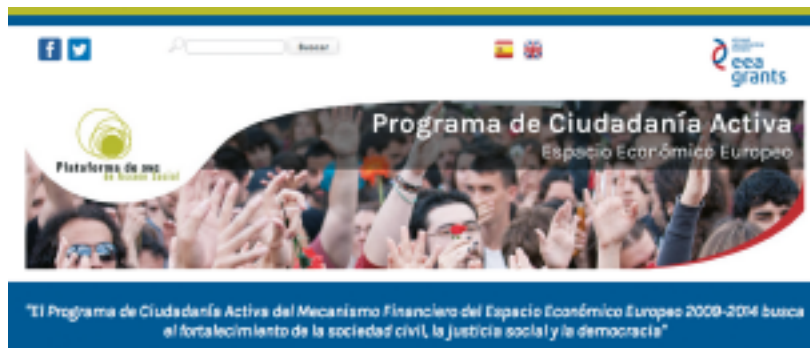 Buscar
eea
grants
Programa de Ciudadanía Activa
Espacio Económico Europeo
Plataforma de ONG
de Acción Social
"El Programa de Ciudadanía Activa del Mecanismo Financiero del Espacio Económico Europeo 2009-2014 busca
el fortalecimiento de la sociedad civil, la justicia social y la democracia"